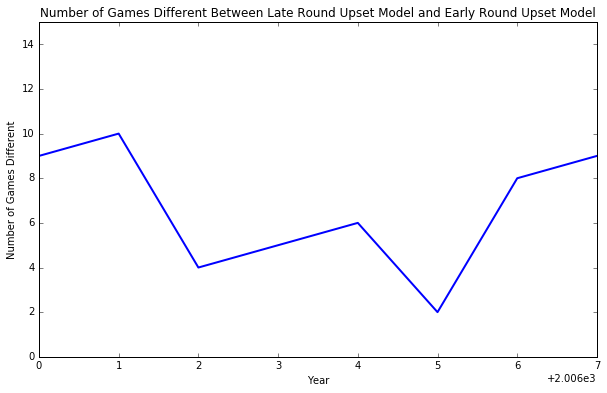 Number of Games Different Between Late Round Upset Model and Early Round Upset Model
14
12
10
8
6
4
2
0
Number of Games Different
0 1 2 3 4 5 6 7
Year
+2.006e3